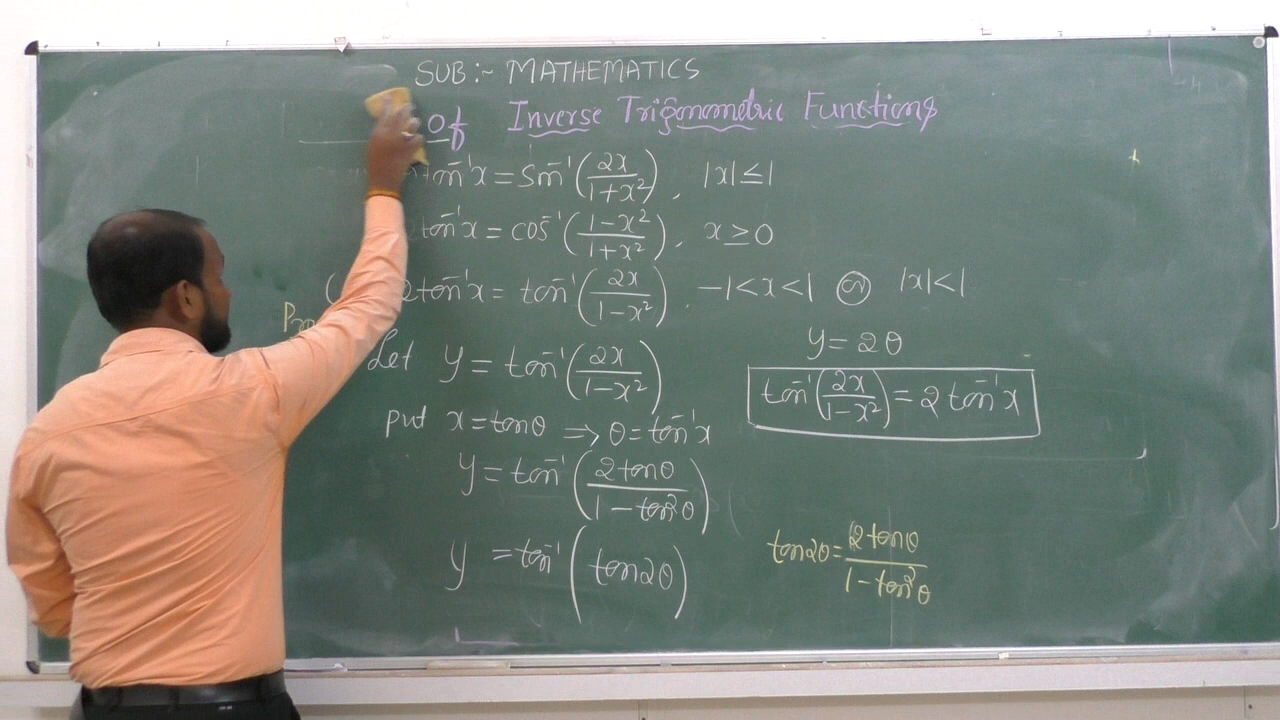 SUB :- MATHEMATICS
of Inverse Trigonometric Functions
tan⁻¹x = Sin⁻¹(2x/(1+x²)), |x| ≤ 1
2tan⁻¹x = cos⁻¹((1-x²)/(1+x²)), x ≥ 0
2tan⁻¹x = tan⁻¹(2x/(1-x²)), -1 < x < 1 or |x| < 1
Let y = tan⁻¹(2x/(1-x²))
put x = tanθ ⇒ θ = tan⁻¹x
y = tan⁻¹(2tanθ/(1-tan²θ))
y = tan⁻¹(tan2θ)
y = 2θ
tan⁻¹(2x/(1-x²)) = 2tan⁻¹x
tan2θ = 2tanθ/(1-tan²θ)